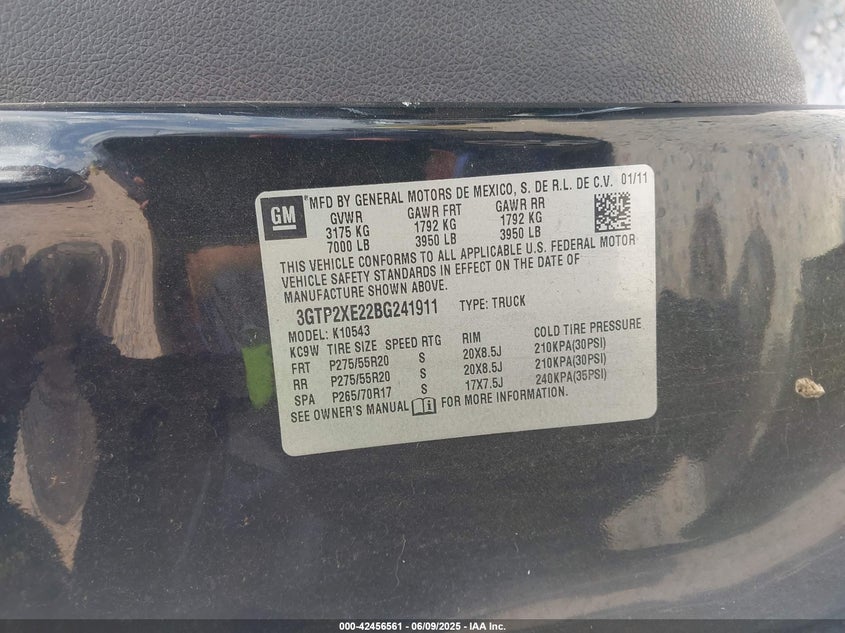 GM
*MFD BY GENERAL MOTORS DE MEXICO, S. DE R.L. DE C.V. 01/11
GVWR GAWR FRT GAWR RR
3175 KG 1792 KG 1792 KG
7000 LB 3950 LB 3950 LB
THIS VEHICLE CONFORMS TO ALL APPLICABLE U.S. FEDERAL MOTOR
VEHICLE SAFETY STANDARDS IN EFFECT ON THE DATE OF
MANUFACTURE SHOWN ABOVE.
3GTP2XE22BG241911 TYPE: TRUCK
MODEL: K10543
KC9W TIRE SIZE SPEED RTG RIM COLD TIRE PRESSURE
FRT P275/55R20 S 20X8.5J 210KPA(30PSI)
RR P275/55R20 S 20X8.5J 210KPA(30PSI)
SPA P265/70R17 S 17X7.5J 240KPA(35PSI)
SEE OWNER'S MANUAL FOR MORE INFORMATION.
000-42456561 | 06/09/2025 - IAA Inc.